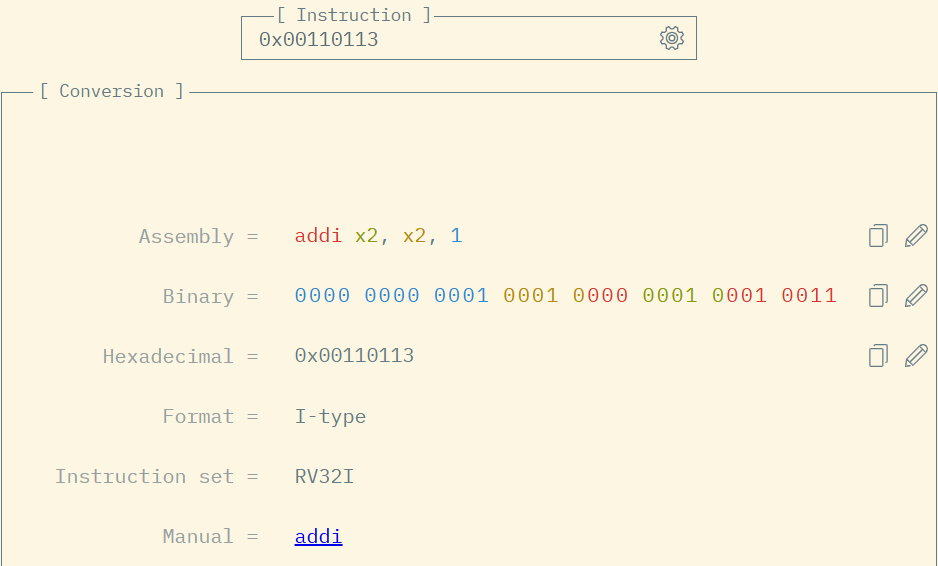 [ Instruction ]
0x00110113
[ Conversion ]
Assembly = addi x2, x2, 1
Binary = 0000 0000 0001 0001 0000 0001 0001 0011
Hexadecimal = 0x00110113
Format = I-type
Instruction set = RV32I
Manual = addi